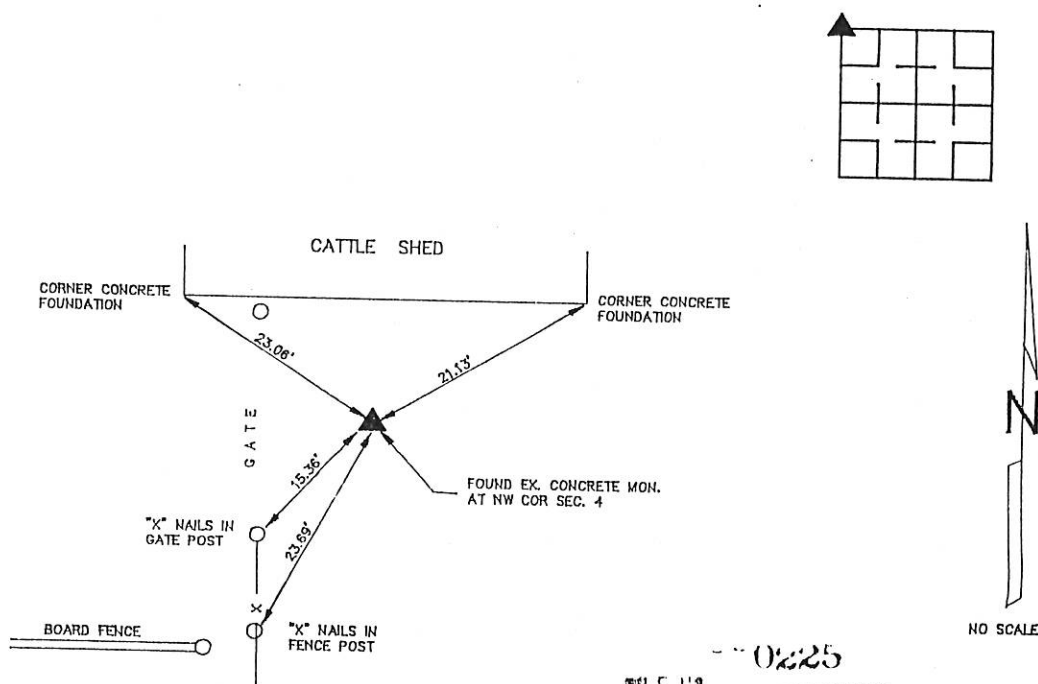 CATTLE SHED
CORNER CONCRETE
FOUNDATION
CORNER CONCRETE
FOUNDATION
23.06'
21.13'
GATE
N
15.36'
FOUND EX. CONCRETE MON.
AT NW COR SEC. 4
"X" NAILS IN
GATE POST
23.69'
X
BOARD FENCE
"X" NAILS IN
FENCE POST
NO SCALE
0225